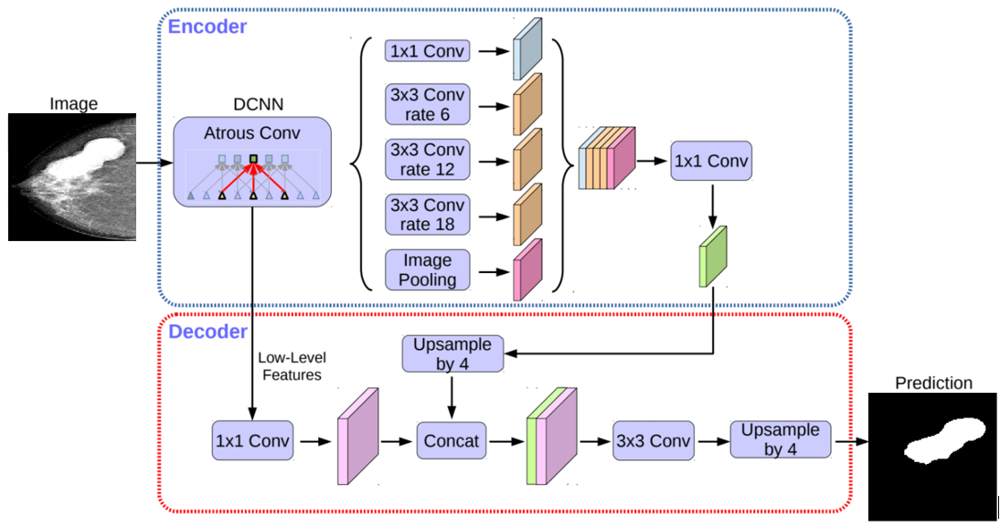 Encoder
Image
DCNN
Atrous Conv
1x1 Conv
3x3 Conv
rate 6
3x3 Conv
rate 12
3x3 Conv
rate 18
Image
Pooling
1x1 Conv
Decoder
Low-Level
Features
Upsample
by 4
1x1 Conv
Concat
3x3 Conv
Upsample
by 4
Prediction